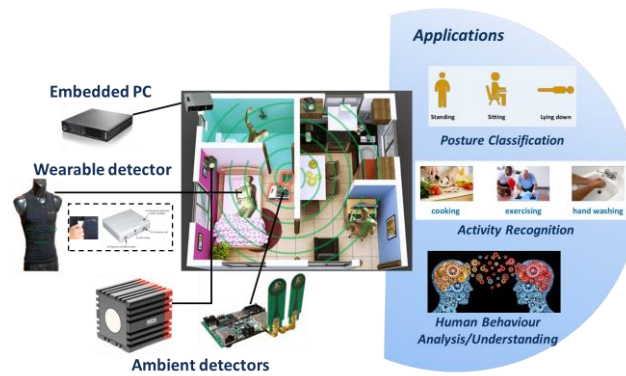 Applications
Embedded PC
Standing
Sitting
Lying down
Posture Classification
Wearable detector
cooking
exercising
hand washing
Activity Recognition
Human Behaviour
Analysis/Understanding
Ambient detectors